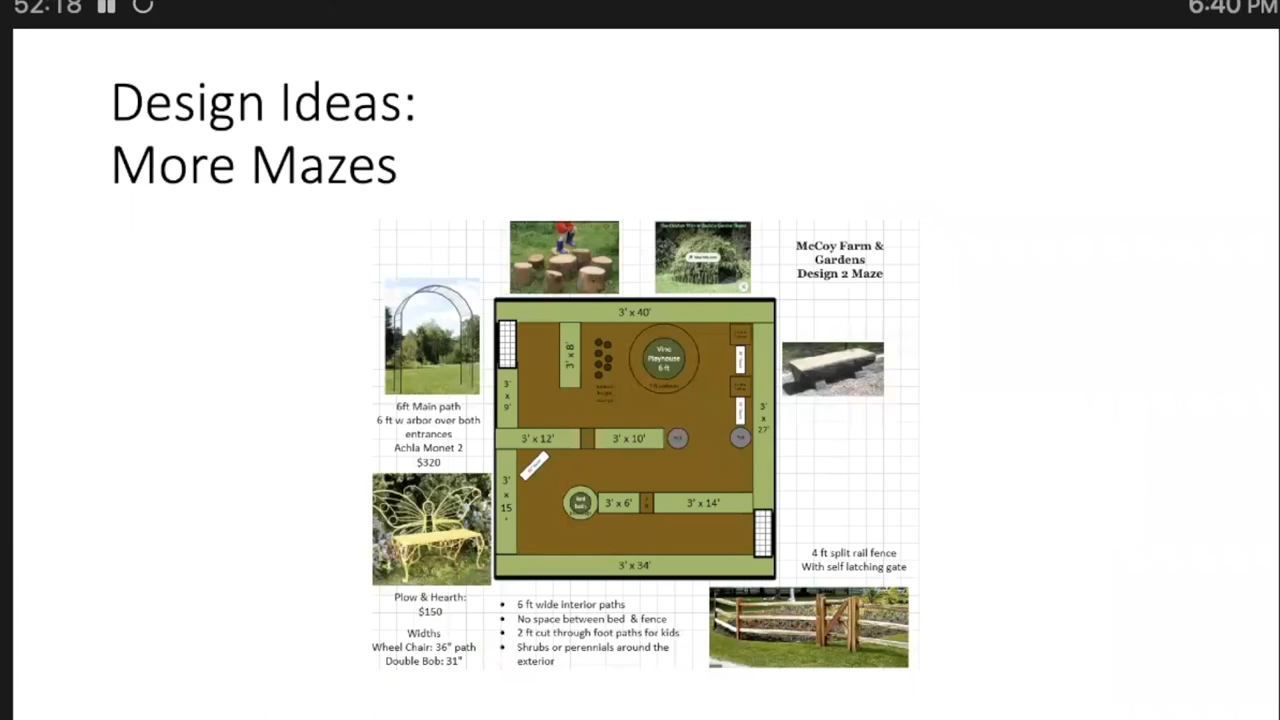 52:18
6:40 PM
Design Ideas:
More Mazes
McCoy Farm &
Gardens
Design 2 Maze
3' x 40'
3' x 8'
Vine
Playhouse
6 ft
3'
x
9'
3'
x
27'
3' x 12'
3' x 10'
3'
x
15
'
3' x 6'
3' x 14'
3' x 34'
6ft Main path
6 ft w arbor over both
entrances
Achla Monet 2
$320
Plow & Hearth:
$150
Widths
Wheel Chair: 36" path
Double Bob: 31"
• 6 ft wide interior paths
• No space between bed & fence
• 2 ft cut through foot paths for kids
• Shrubs or perennials around the
exterior
4 ft split rail fence
With self latching gate